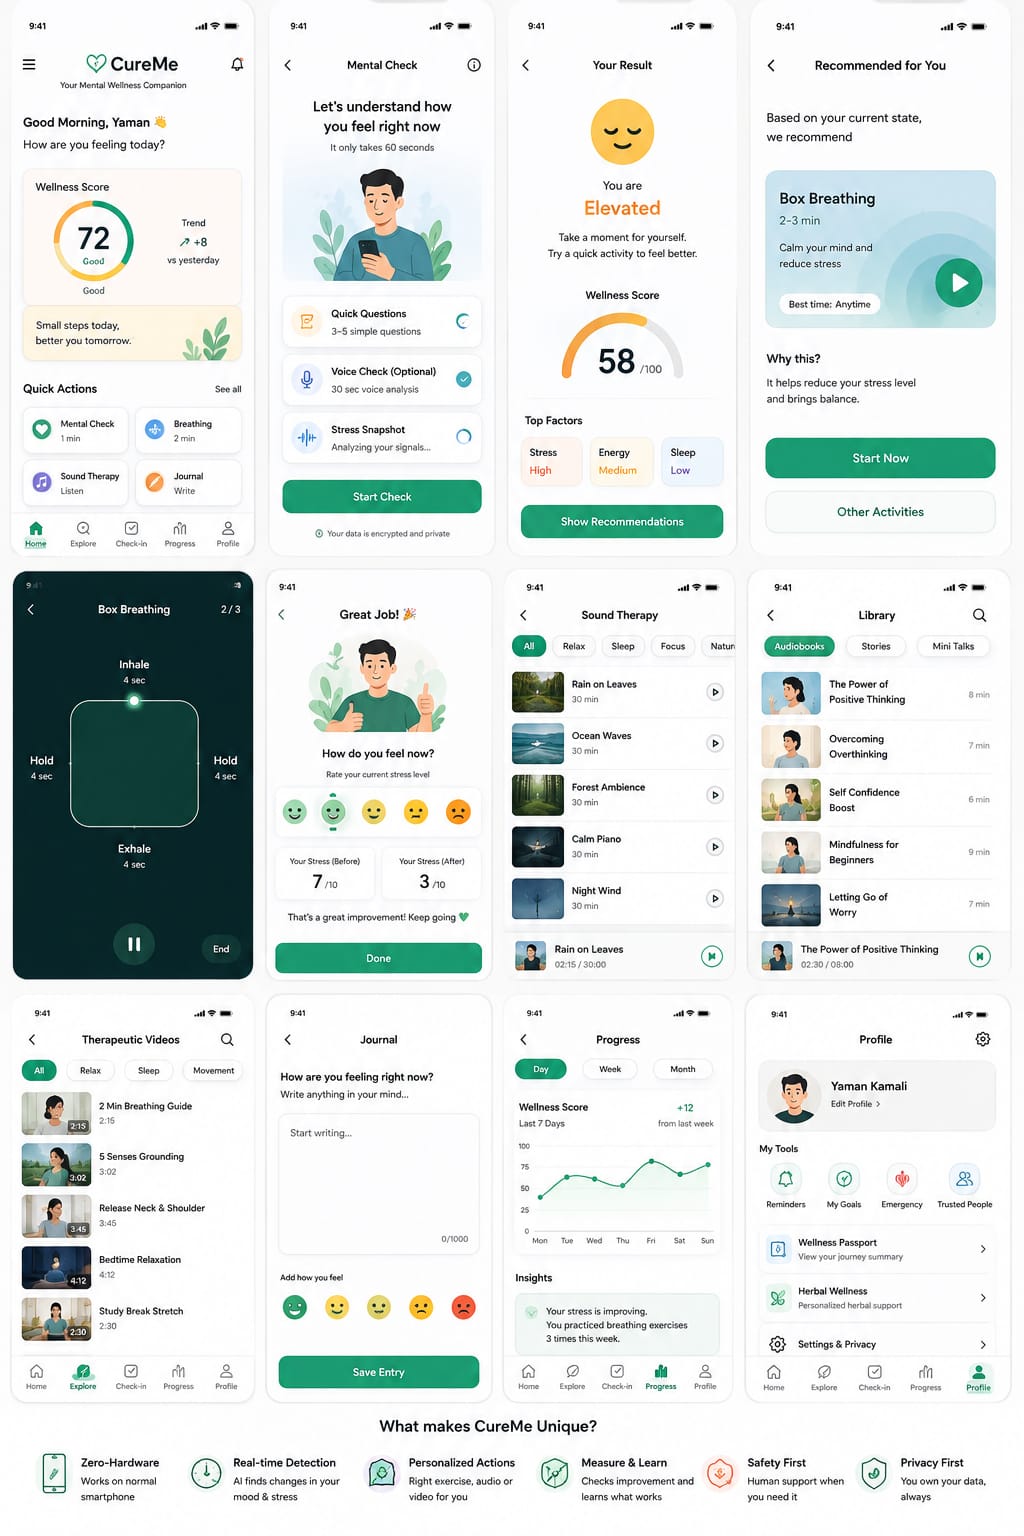 9:41
CureMe
Your Mental Wellness Companion
Good Morning, Yaman 👏
How are you feeling today?
Wellness Score
72
Good
Good
Trend
+8
vs yesterday
Small steps today,
better you tomorrow.
Quick Actions
See all
Mental Check
1 min
Breathing
2 min
Sound Therapy
Listen
Journal
Write
Home
Explore
Check-in
Progress
Profile
9:41
Mental Check
Let's understand how
you feel right now
It only takes 60 seconds
Quick Questions
3-5 simple questions
Voice Check (Optional)
30 sec voice analysis
Stress Snapshot
Analyzing your signals...
Start Check
Your data is encrypted and private
9:41
Your Result
You are
Elevated
Take a moment for yourself.
Try a quick activity to feel better.
Wellness Score
58 /100
Top Factors
Stress
High
Energy
Medium
Sleep
Low
Show Recommendations
9:41
Recommended for You
Based on your current state,
we recommend
Box Breathing
2-3 min
Calm your mind and
reduce stress
Best time: Anytime
Why this?
It helps reduce your stress level
and brings balance.
Start Now
Other Activities
Box Breathing
2/3
Inhale
4 sec
Hold
4 sec
Hold
4 sec
Exhale
4 sec
End
9:41
Great Job! 🎉
How do you feel now?
Rate your current stress level
Your Stress (Before)
7 /10
Your Stress (After)
3 /10
That's a great improvement! Keep going 💚
Done
9:41
Sound Therapy
All
Relax
Sleep
Focus
Natur
Rain on Leaves
30 min
Ocean Waves
30 min
Forest Ambience
30 min
Calm Piano
30 min
Night Wind
30 min
Rain on Leaves
02:15 / 30:00
9:41
Library
Audiobooks
Stories
Mini Talks
The Power of
Positive Thinking
8 min
Overcoming
Overthinking
7 min
Self Confidence
Boost
6 min
Mindfulness for
Beginners
9 min
Letting Go of
Worry
7 min
The Power of Positive Thinking
02:30 / 08:00
9:41
Therapeutic Videos
All
Relax
Sleep
Movement
2:15
2 Min Breathing Guide
2:15
3:02
5 Senses Grounding
3:02
3:45
Release Neck & Shoulder
3:45
4:12
Bedtime Relaxation
4:12
2:30
Study Break Stretch
2:30
Home
Explore
Check-in
Progress
Profile
9:41
Journal
How are you feeling right now?
Write anything in your mind...
Start writing...
0/1000
Add how you feel
Save Entry
9:41
Progress
Day
Week
Month
Wellness Score
+12
Last 7 Days
from last week
100
75
50
25
0
Mon Tue Wed Thu Fri Sat Sun
Insights
Your stress is improving,
You practiced breathing exercises
3 times this week.
Home
Explore
Check-in
Progress
Profile
9:41
Profile
Yaman Kamali
Edit Profile >
My Tools
Reminders
My Goals
Emergency
Trusted People
Wellness Passport
View your journey summary
Herbal Wellness
Personalized herbal support
Settings & Privacy
Home
Explore
Check-in
Progress
Profile
What makes CureMe Unique?
Zero-Hardware
Works on normal
smartphone
Real-time Detection
AI finds changes in your
mood & stress
Personalized Actions
Right exercise, audio or
video for you
Measure & Learn
Checks improvement and
learns what works
Safety First
Human support when
you need it
Privacy First
You own your data,
always